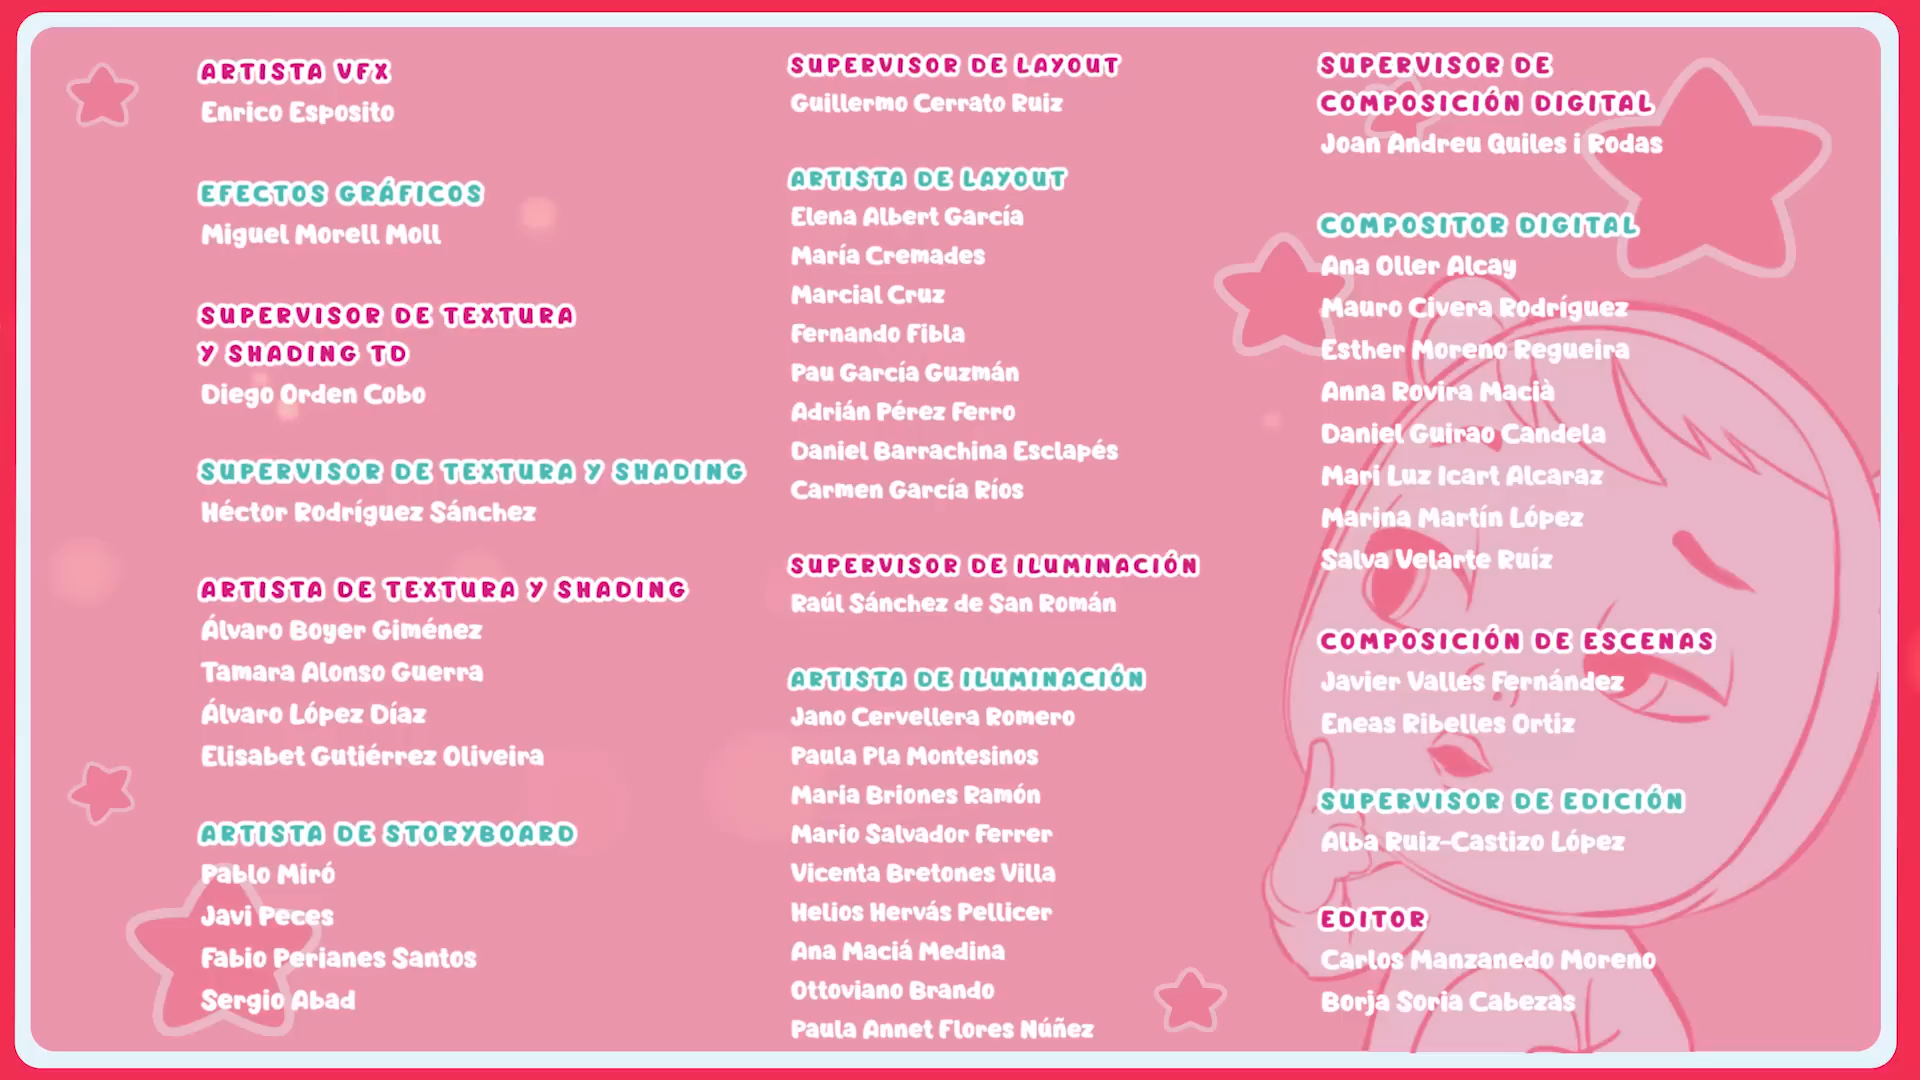 ARTISTA VFX
Enrico Esposito
EFECTOS GRÁFICOS
Miguel Morell Moll
SUPERVISOR DE TEXTURA
Y SHADING TD
Diego Orden Cobo
SUPERVISOR DE TEXTURA Y SHADING
Héctor Rodríguez Sánchez
ARTISTA DE TEXTURA Y SHADING
Álvaro Boyer Giménez
Tamara Alonso Guerra
Álvaro López Díaz
Elisabet Gutiérrez Oliveira
ARTISTA DE STORYBOARD
Pablo Miró
Javi Peces
Fabio Perianes Santos
Sergio Abad
SUPERVISOR DE LAYOUT
Guillermo Cerrato Ruiz
ARTISTA DE LAYOUT
Elena Albert García
María Cremades
Marcial Cruz
Fernando Fibla
Pau García Guzmán
Adrián Pérez Ferro
Daniel Barrachina Esclapés
Carmen García Ríos
SUPERVISOR DE ILUMINACIÓN
Raúl Sánchez de San Román
ARTISTA DE ILUMINACIÓN
Jano Cervellera Romero
Paula Pla Montesinos
Maria Briones Ramón
Mario Salvador Ferrer
Vicenta Bretones Villa
Helios Hervás Pellicer
Ana Maciá Medina
Ottoviano Brando
Paula Annet Flores Núñez
SUPERVISOR DE
COMPOSICIÓN DIGITAL
Joan Andreu Quiles i Rodas
COMPOSITOR DIGITAL
Ana Oller Alcay
Mauro Civera Rodríguez
Esther Moreno Regueira
Anna Rovira Macià
Daniel Guirao Candela
Mari Luz Icart Alcaraz
Marina Martín López
Salva Velarte Ruíz
COMPOSICIÓN DE ESCENAS
Javier Valles Fernández
Eneas Ribelles Ortiz
SUPERVISOR DE EDICIÓN
Alba Ruiz-Castizo López
EDITOR
Carlos Manzanedo Moreno
Borja Soria Cabezas